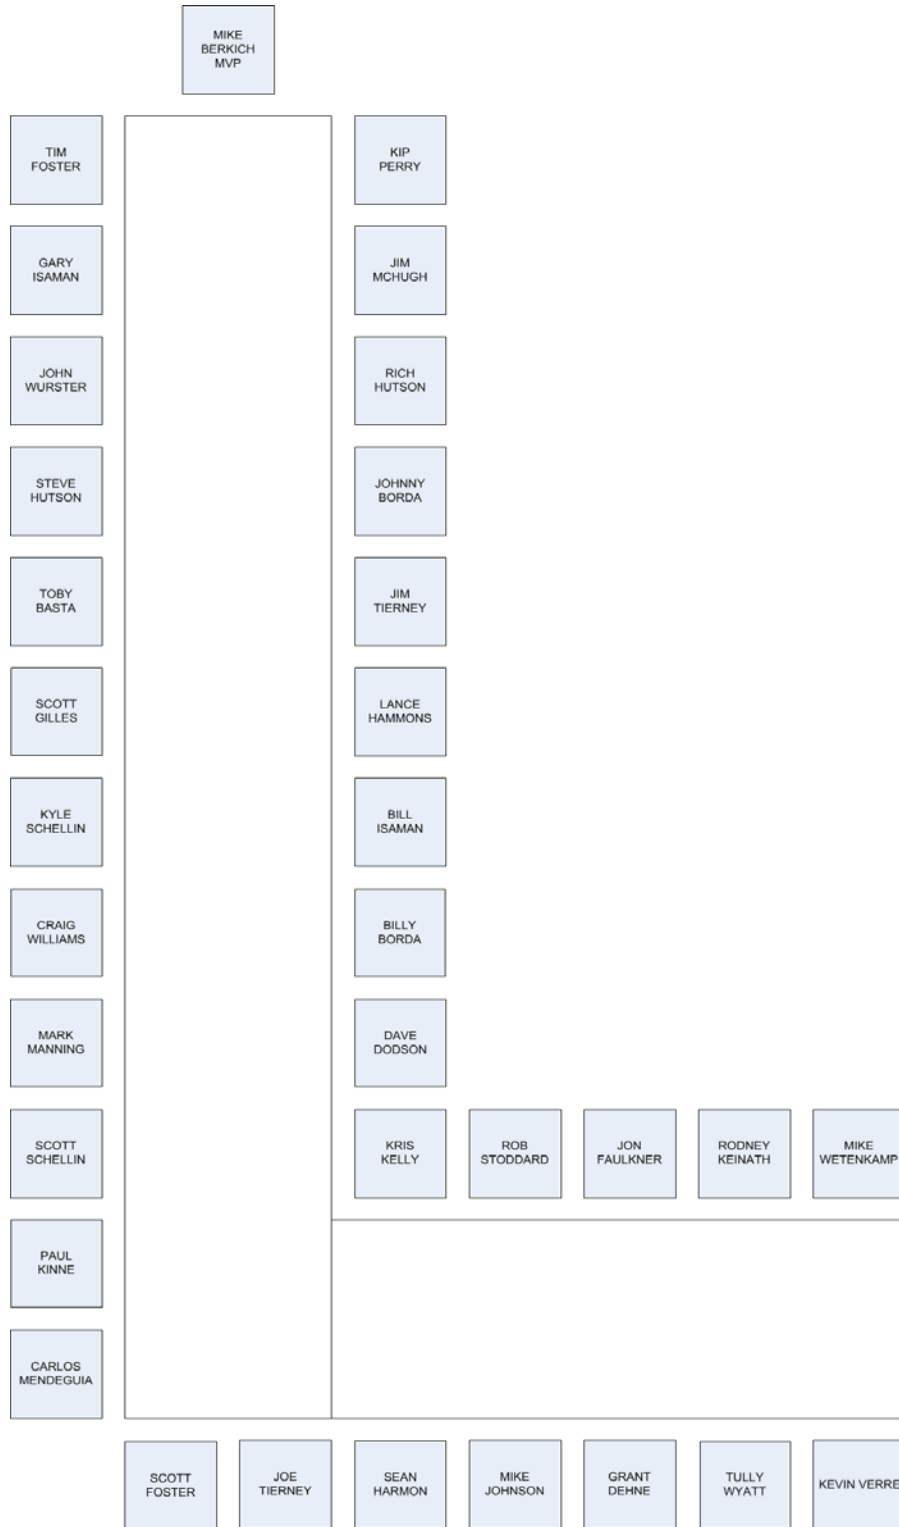 MIKE
BERKICH
MVP
TIM
FOSTER
KIP
PERRY
GARY
ISAMAN
JIM
MCHUGH
JOHN
WURSTER
RICH
HUTSON
STEVE
HUTSON
JOHNNY
BORDA
TOBY
BASTA
JIM
TIERNEY
SCOTT
GILLES
LANCE
HAMMONS
KYLE
SCHELLIN
BILL
ISAMAN
CRAIG
WILLIAMS
BILLY
BORDA
MARK
MANNING
DAVE
DODSON
SCOTT
SCHELLIN
KRIS
KELLY
ROB
STODDARD
JON
FAULKNER
RODNEY
KEINATH
MIKE
WETENKAMP
PAUL
KINNE
CARLOS
MENDEGUIA
SCOTT
FOSTER
JOE
TIERNEY
SEAN
HARMON
MIKE
JOHNSON
GRANT
DEHNE
TULLY
WYATT
KEVIN VERRE